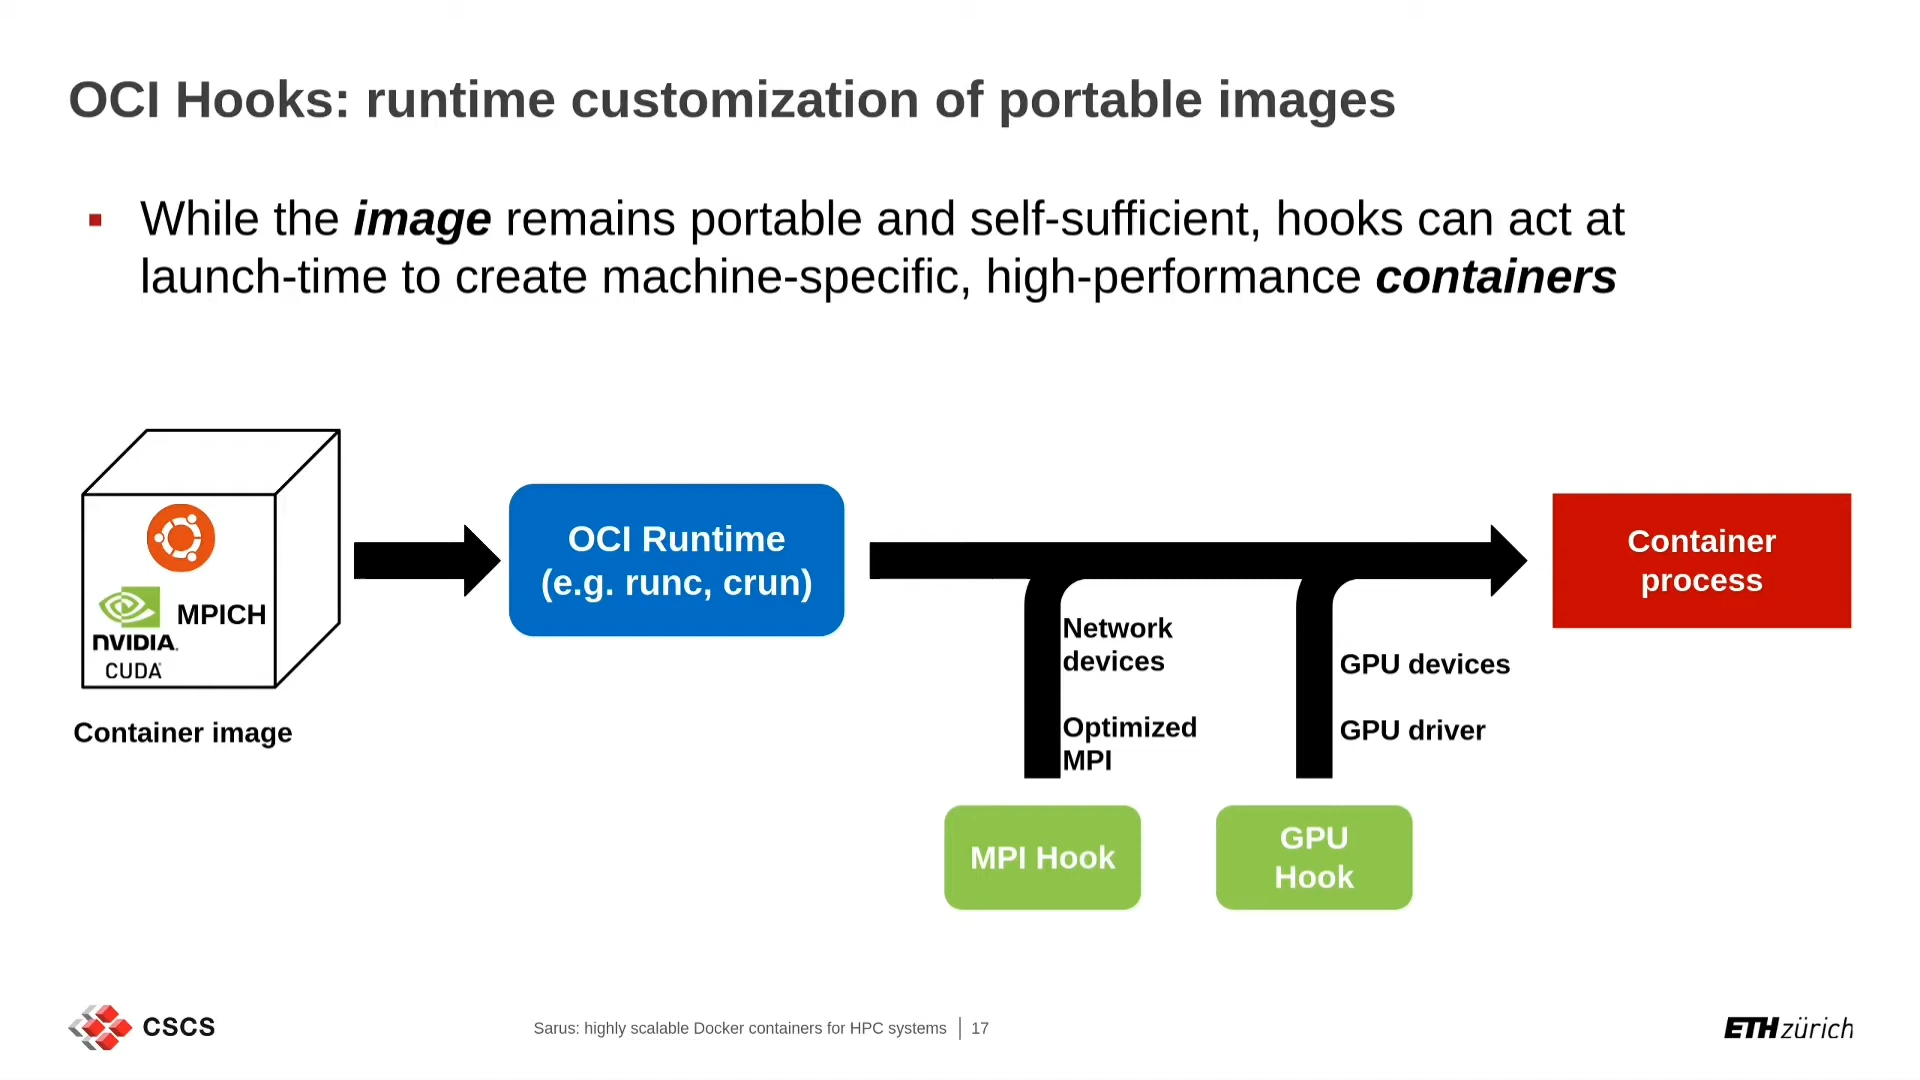 OCI Hooks: runtime customization of portable images
While the image remains portable and self-sufficient, hooks can act at
launch-time to create machine-specific, high-performance containers
MPICH
NVIDIA.
CUDA
Container image
OCI Runtime
(e.g. runc, crun)
Network
devices
Optimized
MPI
GPU devices
GPU driver
Container
process
MPI Hook
GPU
Hook
CSCS
Sarus: highly scalable Docker containers for HPC systems | 17
ETH zürich